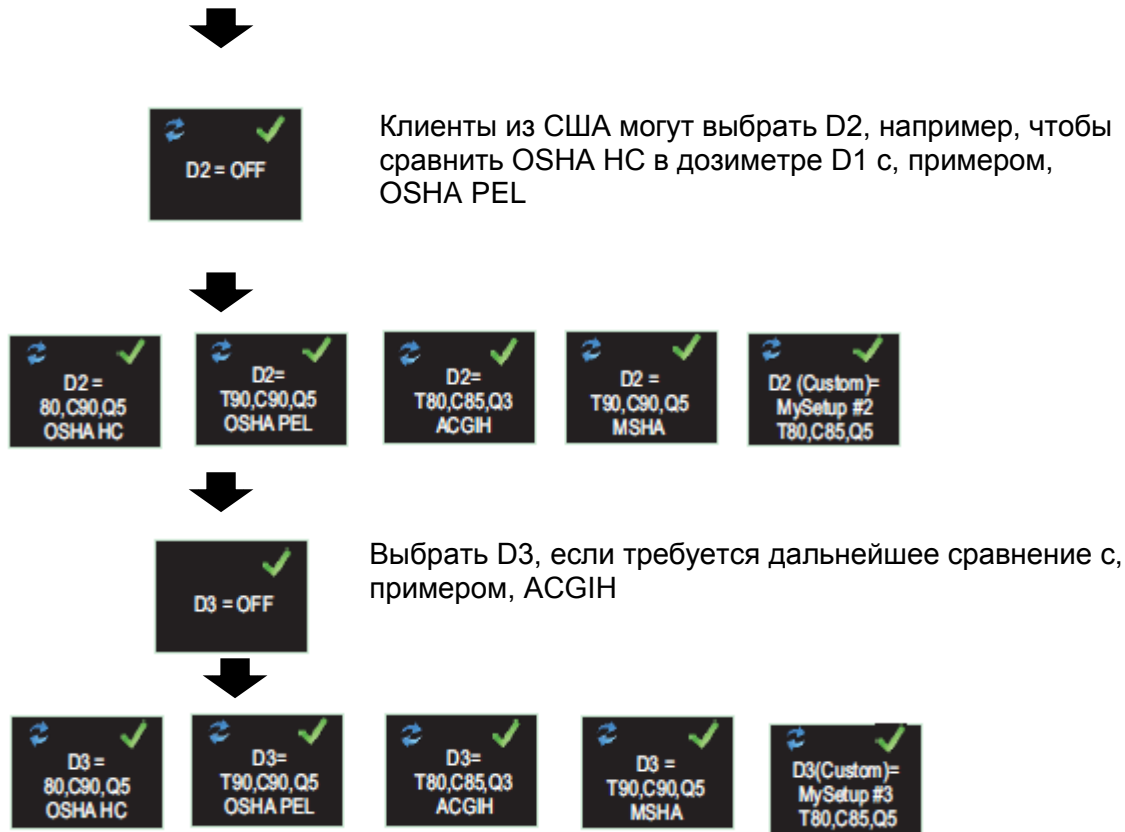 D2 = OFF
Клиенты из США могут выбрать D2, например, чтобы
сравнить OSHA HC в дозиметре D1 с, примером,
OSHA PEL
D2 =
80,C90,Q5
OSHA HC
D2=
T90,C90,Q5
OSHA PEL
D2=
T80,C85,Q3
ACGIH
D2 =
T90,C90,Q5
MSHA
D2 (Custom)=
MySetup #2
T80,C85,Q5
D3 = OFF
Выбрать D3, если требуется дальнейшее сравнение с,
примером, ACGIH
D3 =
80,C90,Q5
OSHA HC
D3=
T90,C90,Q5
OSHA PEL
D3=
T80,C85,Q3
ACGIH
D3 =
T90,C90,Q5
MSHA
D3(Custom)=
MySetup #3
T80,C85,Q5